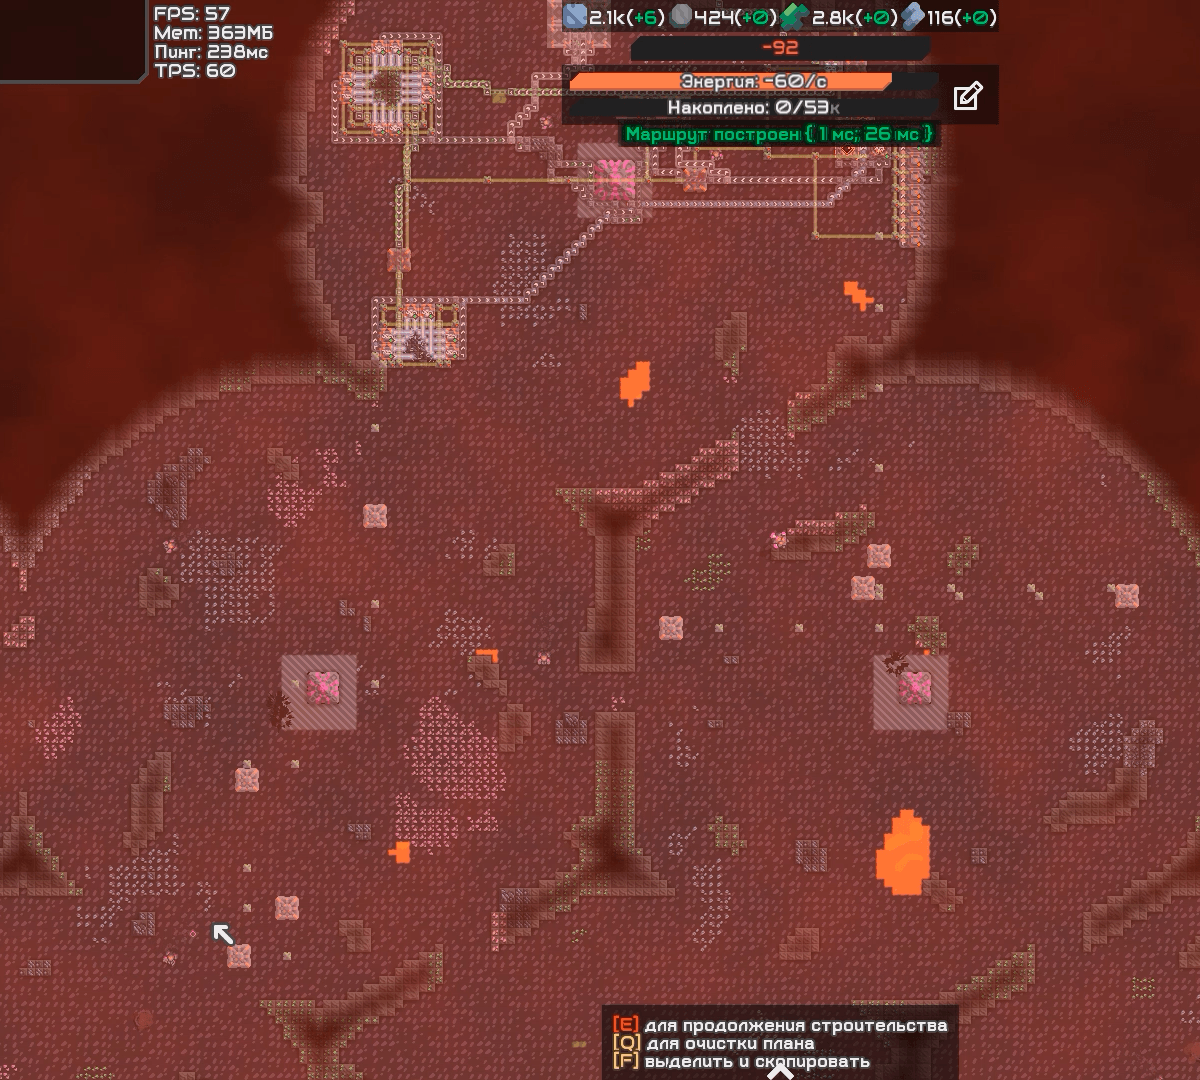 FPS: 57
Mem: 363МБ
Пинг: 238мс
TPS: 60
2.1k(+6) 424(+0) 2.8k(+0) 116(+0)
-92
Энергия: -60/с
Накоплено: 0/53к
Маршрут построен { 1 мс; 26 мс }
[E] для продолжения строительства
[Q] для очистки плана
[F] выделить и скопировать